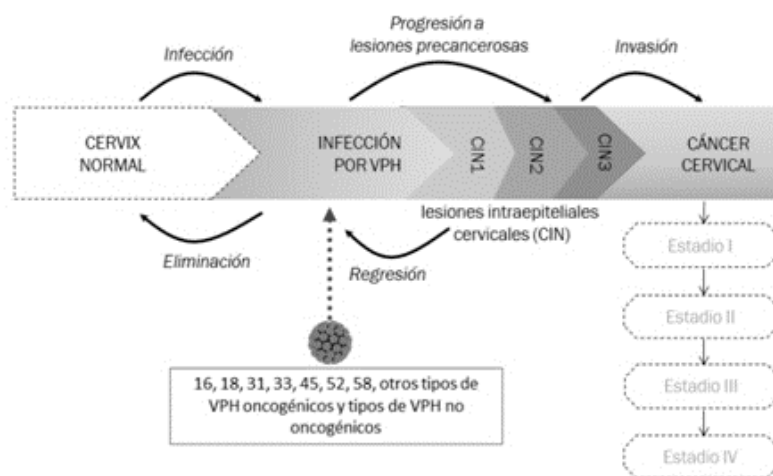 Progresión a
lesiones precancerosas
Infección
Invasión
CERVIX
NORMAL
INFECCIÓN
POR VPH
CIN1
CIN2
CIN3
CÁNCER
CERVICAL
lesiones intraepiteliales
cervicales (CIN)
Eliminación
Regresión
Estadio I
Estadio II
Estadio III
Estadio IV
16, 18, 31, 33, 45, 52, 58, otros tipos de
VPH oncogénicos y tipos de VPH no
oncogénicos